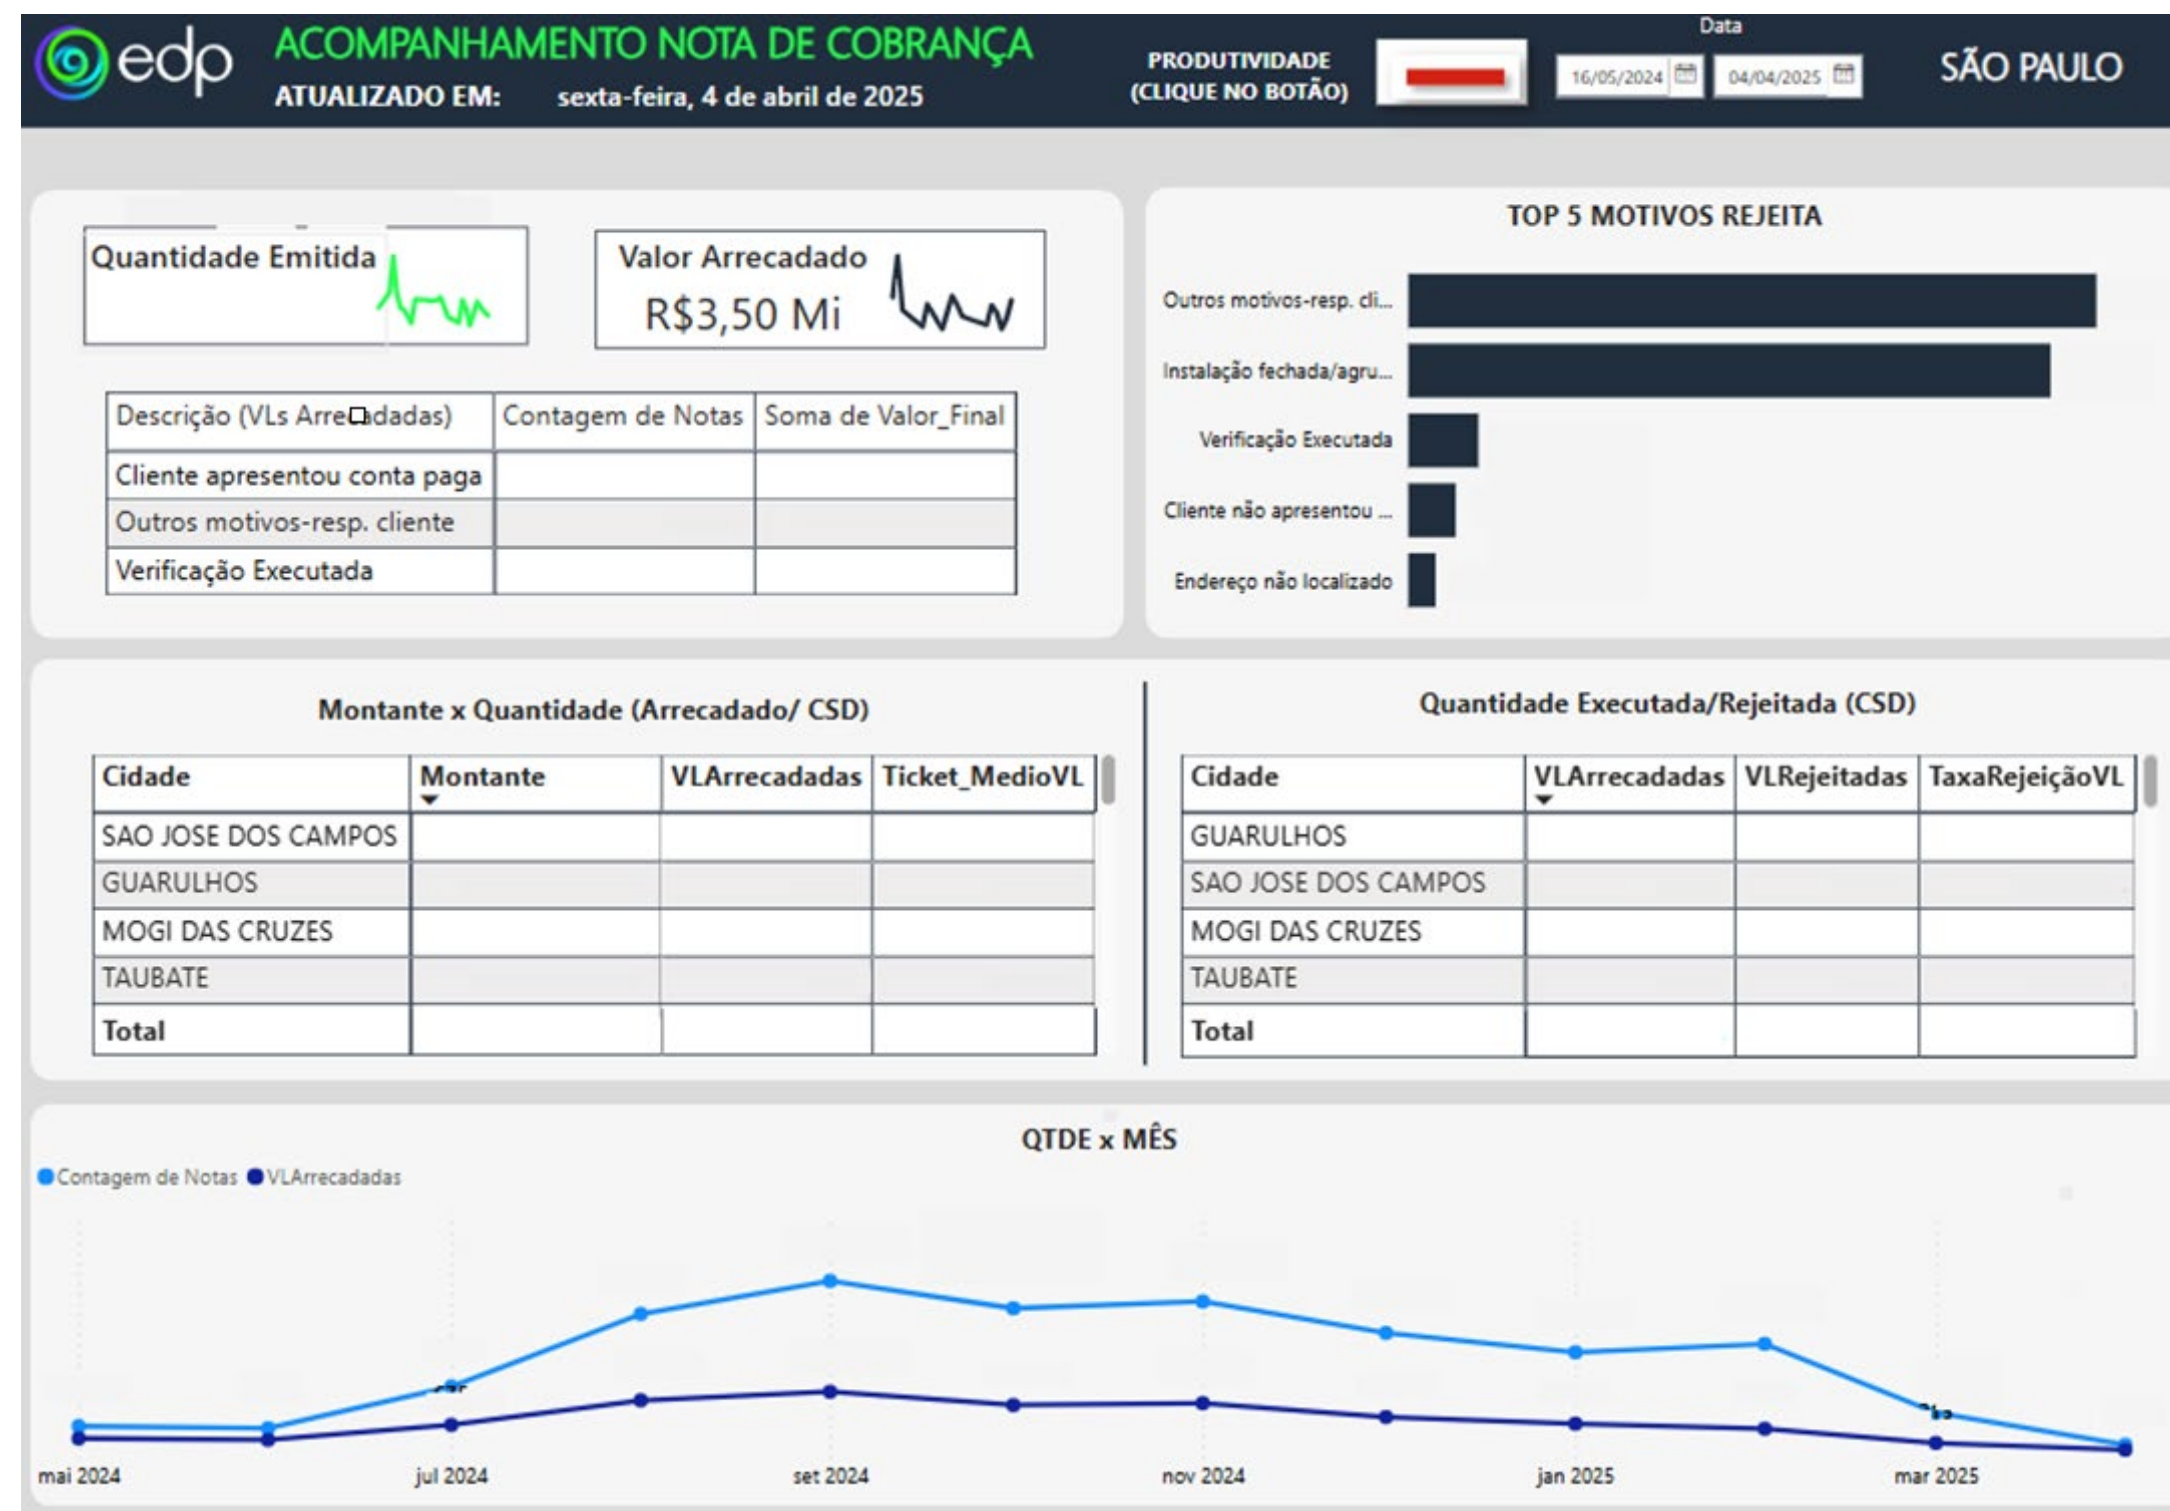 edp
ACOMPANHAMENTO NOTA DE COBRANÇA
ATUALIZADO EM: sexta-feira, 4 de abril de 2025
PRODUTIVIDADE
(CLIQUE NO BOTÃO)
Data
16/05/2024 04/04/2025
SÃO PAULO
Quantidade Emitida
Valor Arrecadado
R$3,50 Mi
Descrição (VLs Arrecadadas) Contagem de Notas Soma de Valor_Final
Cliente apresentou conta paga
Outros motivos-resp. cliente
Verificação Executada
TOP 5 MOTIVOS REJEITA
Outros motivos-resp. cli...
Instalação fechada/agru...
Verificação Executada
Cliente não apresentou ...
Endereço não localizado
Montante x Quantidade (Arrecadado/ CSD)
Cidade Montante VLArrecadadas Ticket_MedioVL
SAO JOSE DOS CAMPOS
GUARULHOS
MOGI DAS CRUZES
TAUBATE
Total
Quantidade Executada/Rejeitada (CSD)
Cidade VLArrecadadas VLRejeitadas TaxaRejeiçãoVL
GUARULHOS
SAO JOSE DOS CAMPOS
MOGI DAS CRUZES
TAUBATE
Total
QTDE x MÊS
Contagem de Notas VLArrecadadas
mai 2024 jul 2024 set 2024 nov 2024 jan 2025 mar 2025